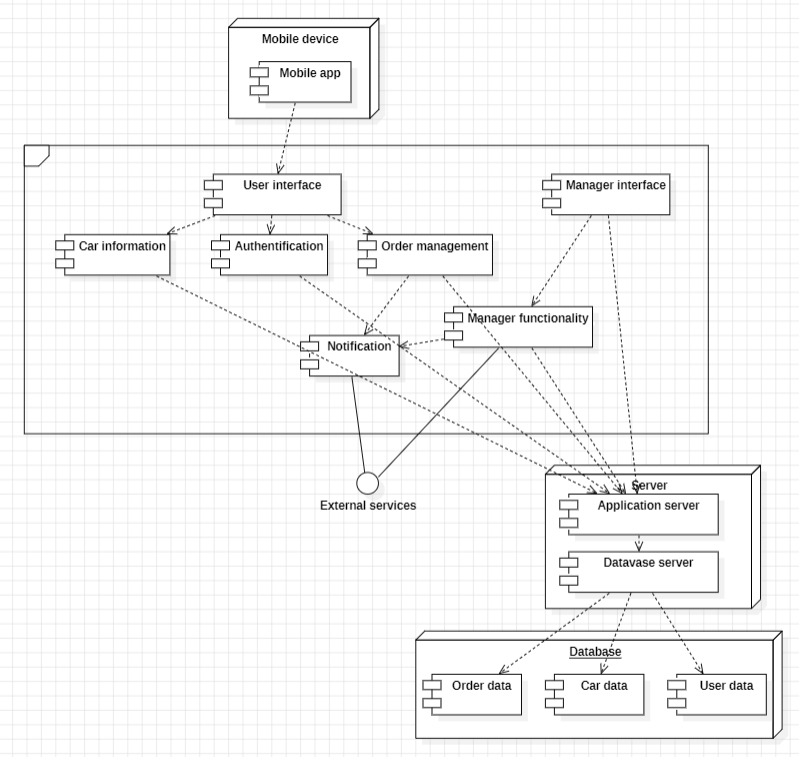 Mobile device
Mobile app
User interface
Manager interface
Car information
Authentification
Order management
Manager functionality
Notification
External services
Server
Application server
Datavase server
Database
Order data
Car data
User data